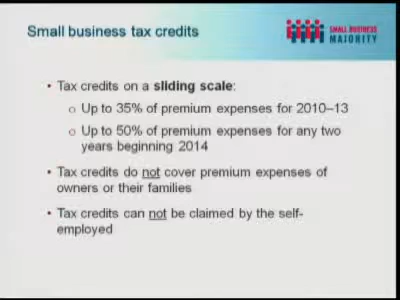 Small business tax credits
SMALL BUSINESS
MAJORITY
• Tax credits on a sliding scale:
o Up to 35% of premium expenses for 2010–13
o Up to 50% of premium expenses for any two
years beginning 2014
• Tax credits do not cover premium expenses of
owners or their families
• Tax credits can not be claimed by the self-
employed